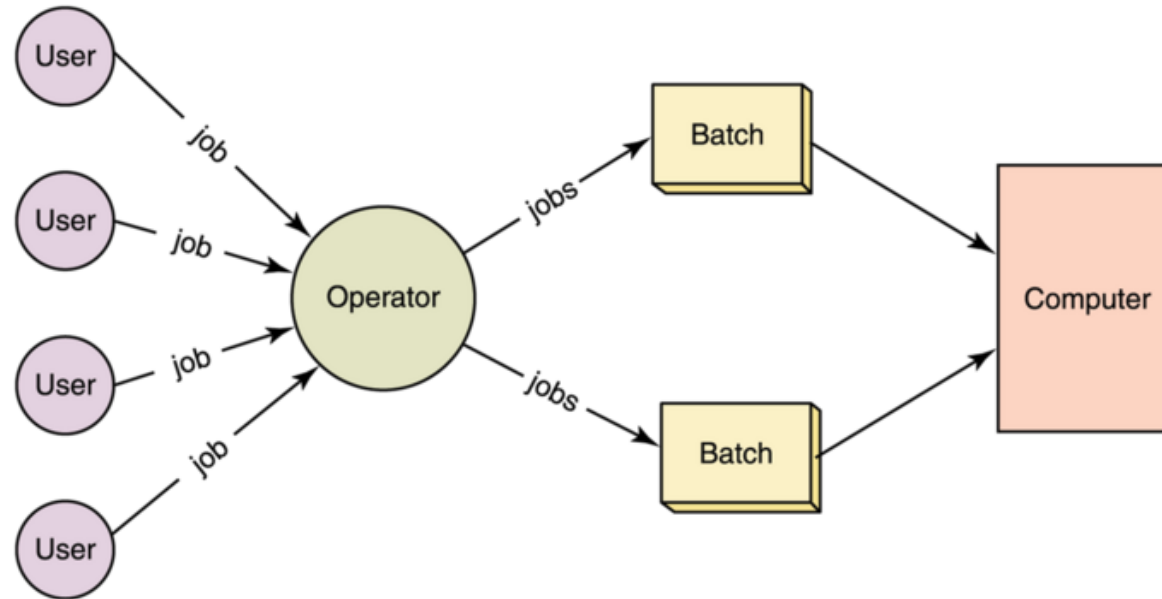 User
job
User
job
User
job
User
job
Operator
jobs
jobs
Batch
Batch
Computer